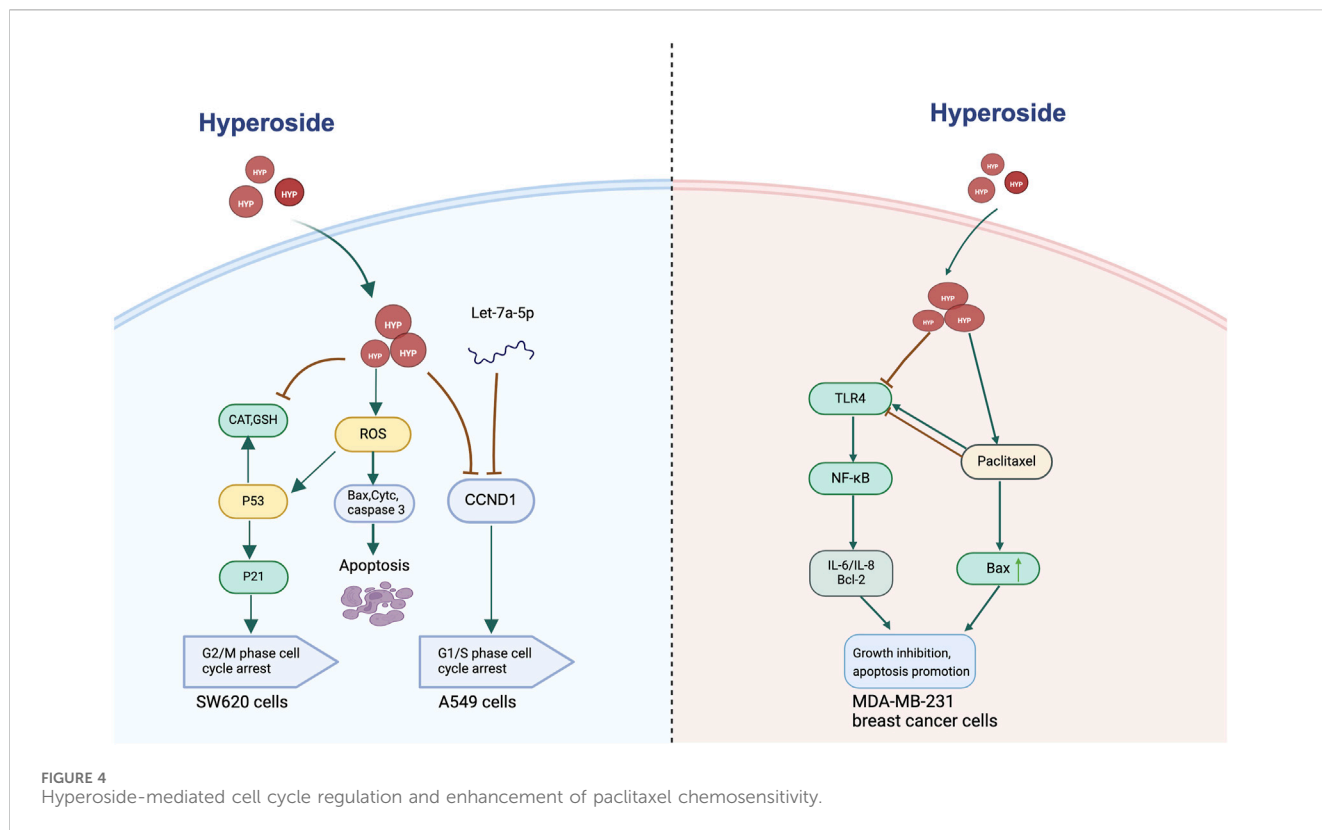 Hyperoside
HYP
HYP
HYP
HYP
HYP
HYP
Let-7a-5p
CAT,GSH
ROS
P53
Bax,Cytc,
caspase 3
CCND1
P21
Apoptosis
G2/M phase cell
cycle arrest
SW620 cells
G1/S phase cell
cycle arrest
A549 cells
Hyperoside
HYP
HYP
HYP
HYP
HYP
HYP
TLR4
Paclitaxel
NF-κB
IL-6/IL-8
Bcl-2
Bax
Growth inhibition,
apoptosis promotion
MDA-MB-231
breast cancer cells
FIGURE 4
Hyperoside-mediated cell cycle regulation and enhancement of paclitaxel chemosensitivity.